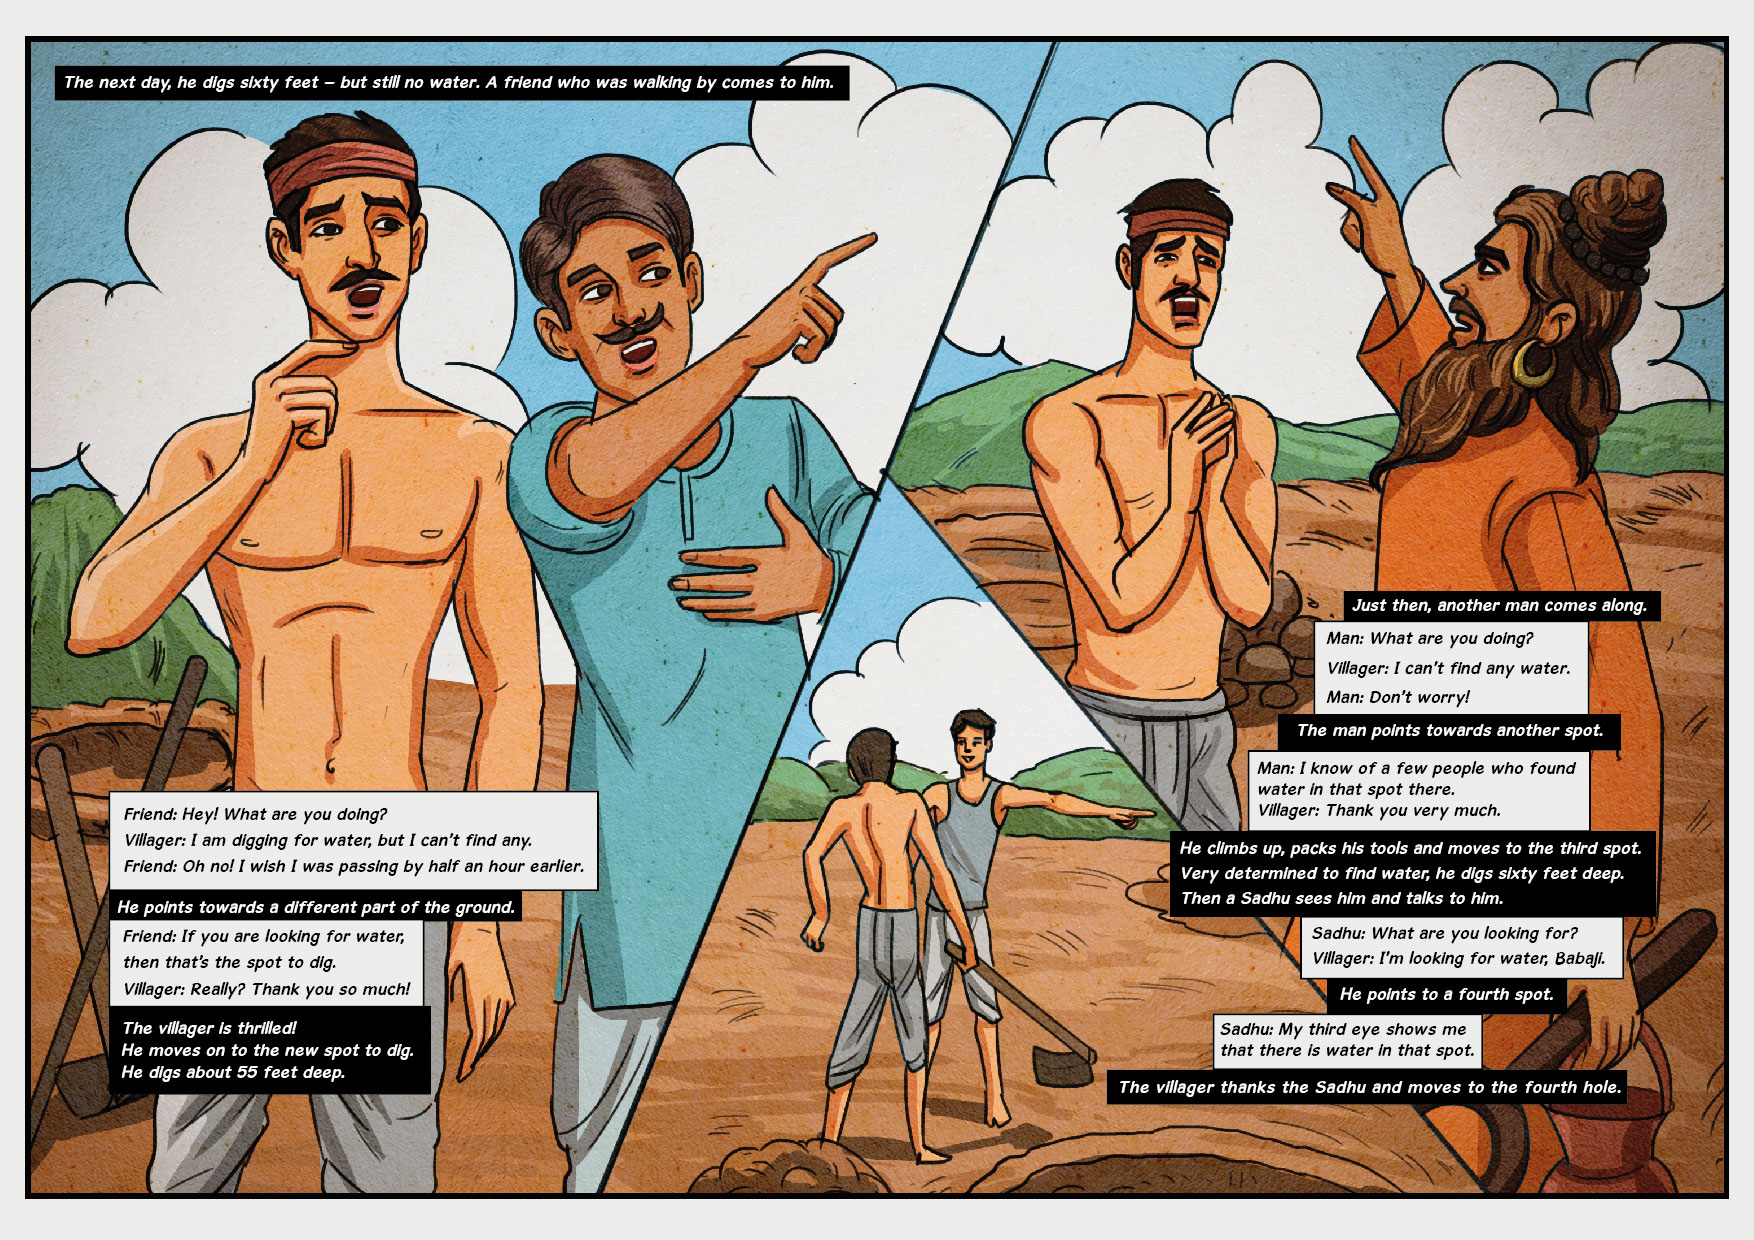 The next day, he digs sixty feet – but still no water. A friend who was walking by comes to him.
Friend: Hey! What are you doing?
Villager: I am digging for water, but I can't find any.
Friend: Oh no! I wish I was passing by half an hour earlier.
He points towards a different part of the ground.
Friend: If you are looking for water,
then that's the spot to dig.
Villager: Really? Thank you so much!
The villager is thrilled!
He moves on to the new spot to dig.
He digs about 55 feet deep.
Just then, another man comes along.
Man: What are you doing?
Villager: I can't find any water.
Man: Don't worry!
The man points towards another spot.
Man: I know of a few people who found
water in that spot there.
Villager: Thank you very much.
He climbs up, packs his tools and moves to the third spot.
Very determined to find water, he digs sixty feet deep.
Then a Sadhu sees him and talks to him.
Sadhu: What are you looking for?
Villager: I'm looking for water, Babaji.
He points to a fourth spot.
Sadhu: My third eye shows me
that there is water in that spot.
The villager thanks the Sadhu and moves to the fourth hole.